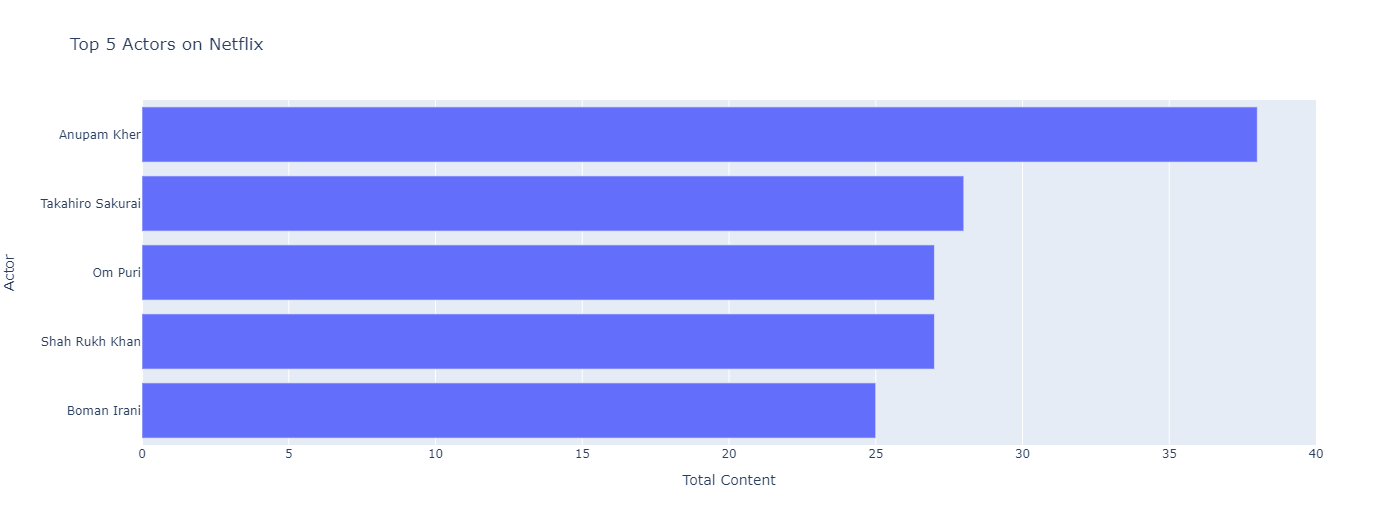 Top 5 Actors on Netflix
Actor
Anupam Kher
Takahiro Sakurai
Om Puri
Shah Rukh Khan
Boman Irani
0 5 10 15 20 25 30 35 40
Total Content